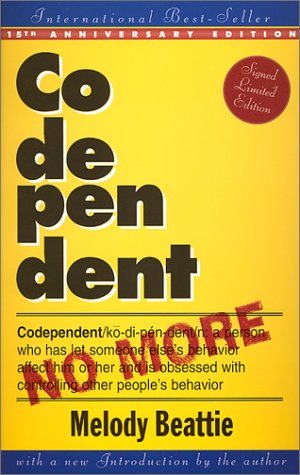 International Best-Seller
15TH ANNIVERSARY EDITION
Signed
Limited
Edition
Co
de
pen
dent
Codependent/kō-di-pén-dent/n: a person
who has let someone else's behavior
affect him or her and is obsessed with
controlling other people's behavior
NO MORE
Melody Beattie
with a new Introduction by the author